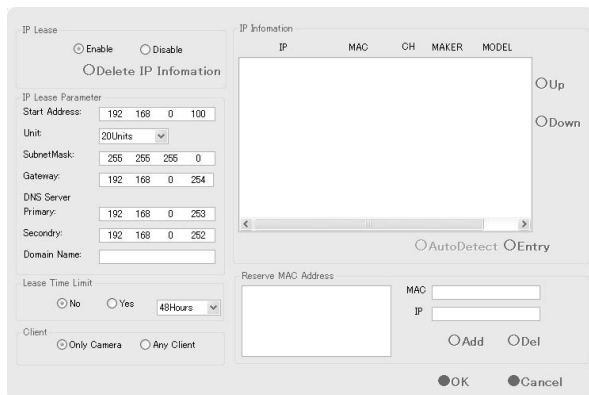 IP Lease
Enable Disable
Delete IP Infomation
IP Lease Parameter
Start Address: 192 168 0 100
Unit: 20Units
SubnetMask: 255 255 255 0
Gateway: 192 168 0 254
DNS Server
Primary: 192 168 0 253
Secondry: 192 168 0 252
Domain Name:
Lease Time Limit
No Yes 48Hours
Client
Only Camera Any Client
IP Infomation
IP MAC CH MAKER MODEL
Up
Down
AutoDetect Entry
Reserve MAC Address
MAC
IP
Add Del
OK Cancel